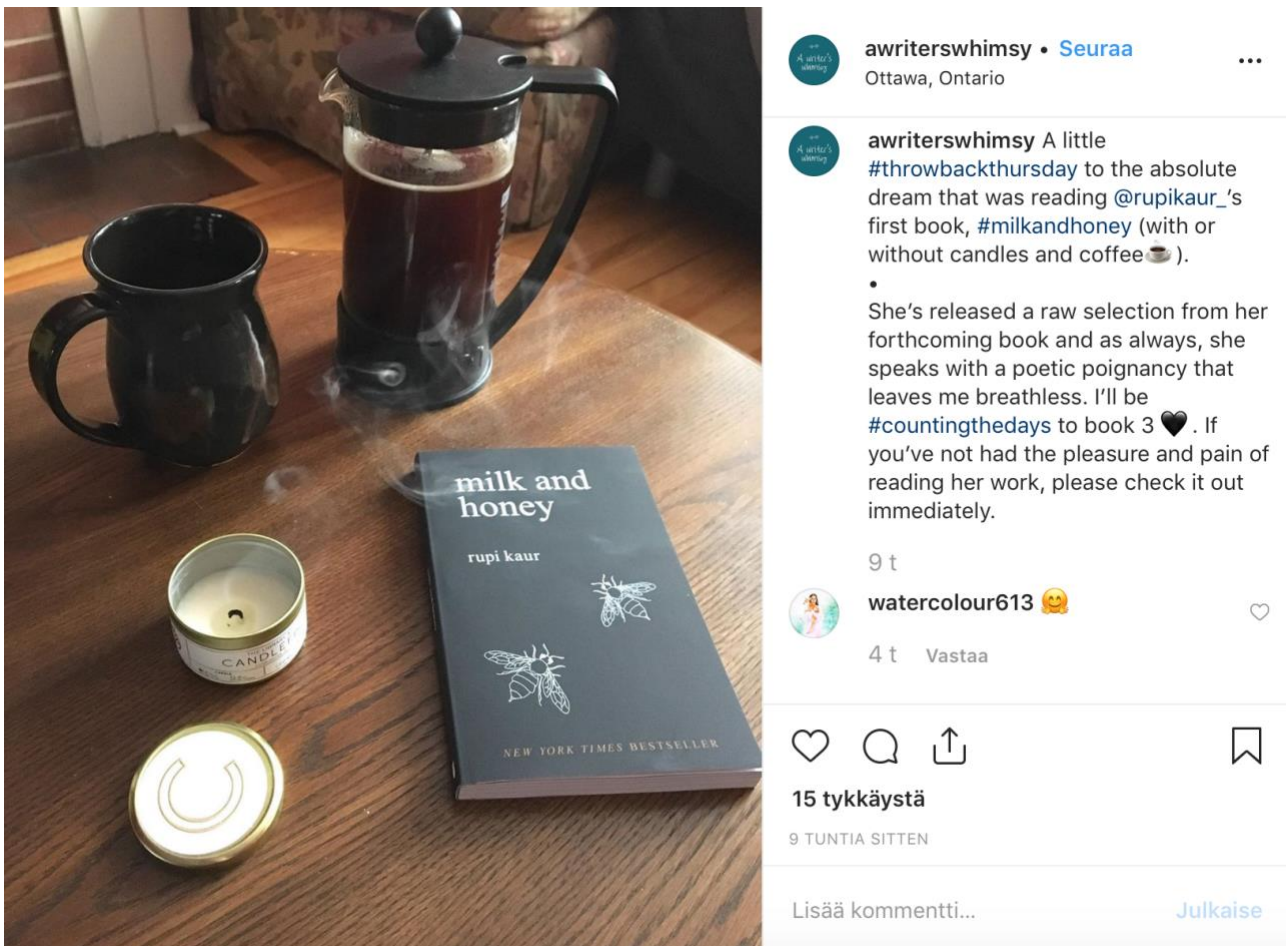 milk and
honey
rupi kaur
NEW YORK TIMES BESTSELLER
CANDLE
awriterswhimsy • Seuraa
Ottawa, Ontario
•••
A writer's
whimsy
awriterswhimsy A little
#throwbackthursday to the absolute
dream that was reading @rupikaur_'s
first book, #milkandhoney (with or
without candles and coffee☕).
•
She's released a raw selection from her
forthcoming book and as always, she
speaks with a poetic poignancy that
leaves me breathless. I'll be
#countingthedays to book 3 🖤. If
you've not had the pleasure and pain of
reading her work, please check it out
immediately.
9 t
watercolour613 🤗
4 t Vastaa
15 tykkäystä
9 TUNTIA SITTEN
Lisää kommentti... Julkaise